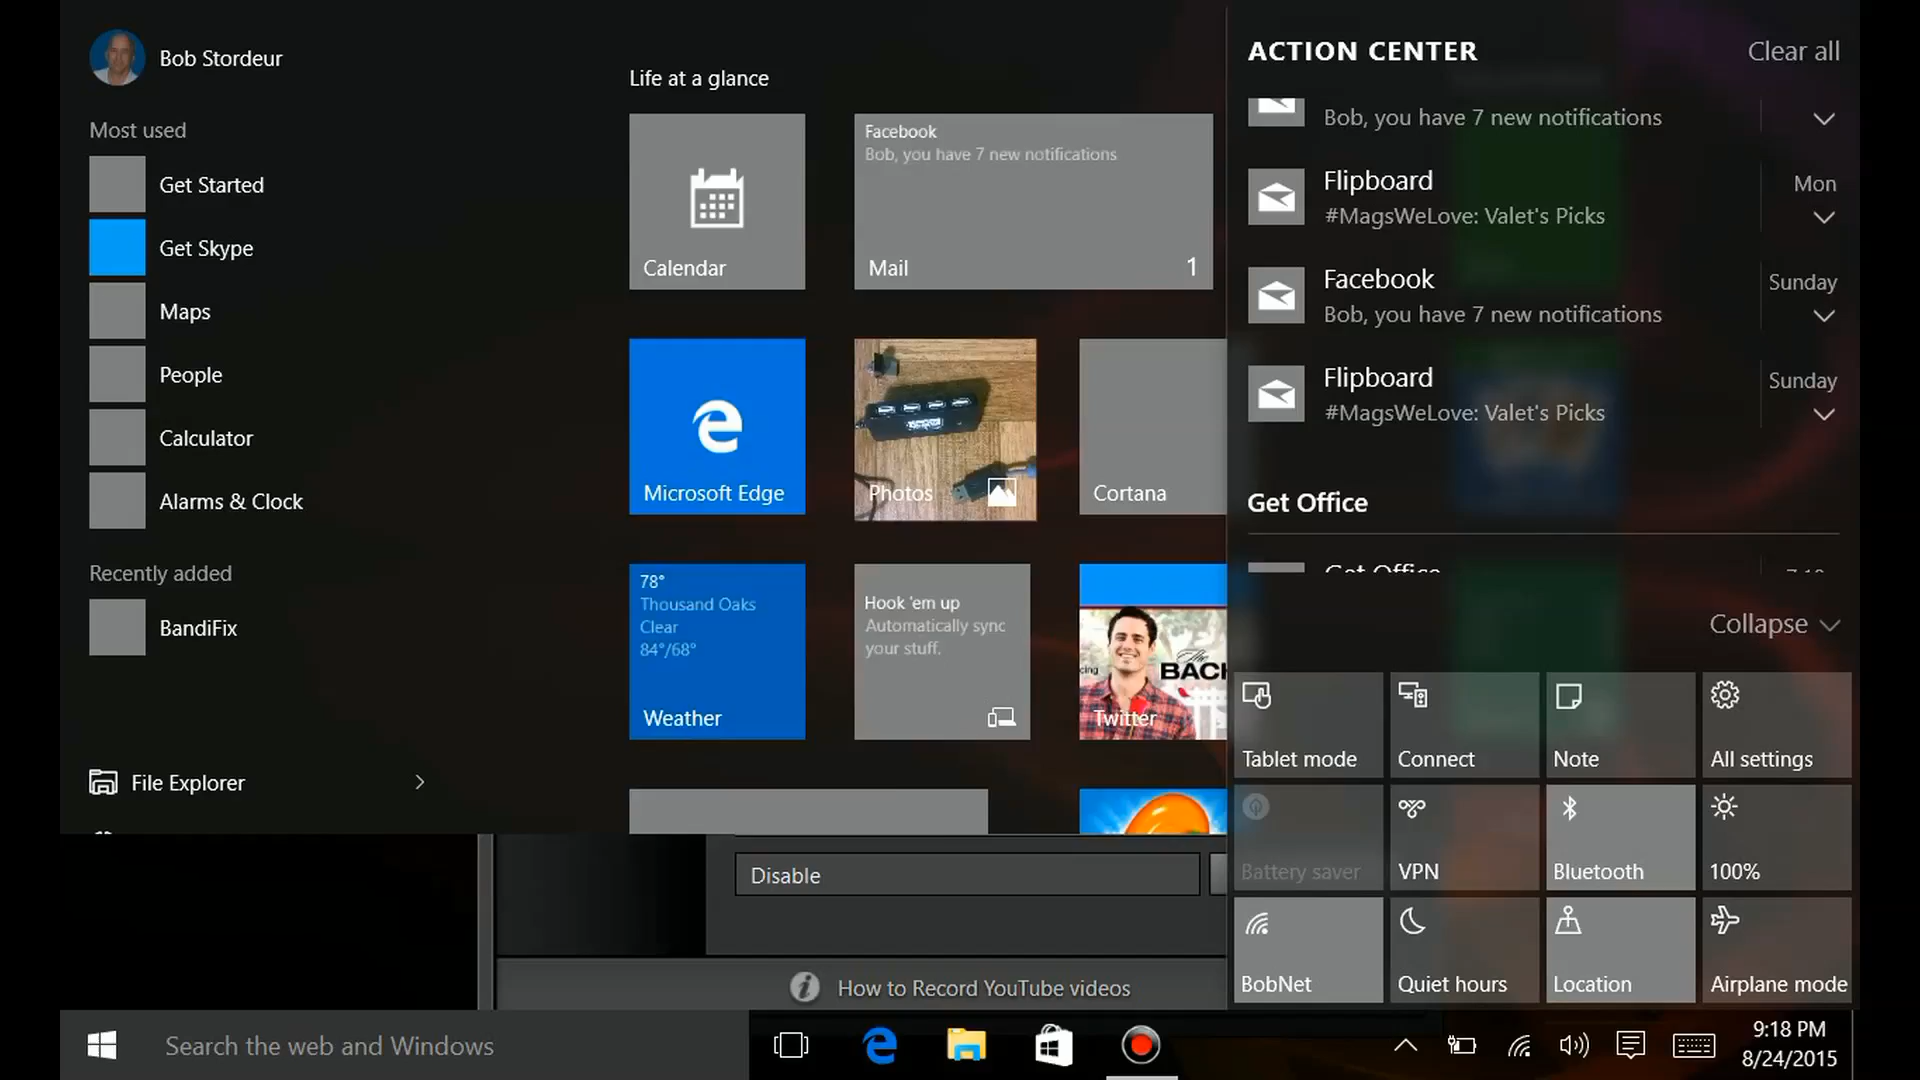 Bob Stordeur
Most used
Get Started
Get Skype
Maps
People
Calculator
Alarms & Clock
Recently added
BandiFix
File Explorer
Life at a glance
Calendar
Facebook
Bob, you have 7 new notifications
Mail
1
Microsoft Edge
Photos
Cortana
78°
Thousand Oaks
Clear
84°/68°
Weather
Hook 'em up
Automatically sync
your stuff.
The
BACH
Twitter
Disable
How to Record YouTube videos
ACTION CENTER
Clear all
Bob, you have 7 new notifications
Flipboard
Mon
#MagsWeLove: Valet's Picks
Facebook
Sunday
Bob, you have 7 new notifications
Flipboard
Sunday
#MagsWeLove: Valet's Picks
Get Office
Get Office
Collapse
Tablet mode
Connect
Note
All settings
Battery saver
VPN
Bluetooth
100%
BobNet
Quiet hours
Location
Airplane mode
Search the web and Windows
9:18 PM
8/24/2015